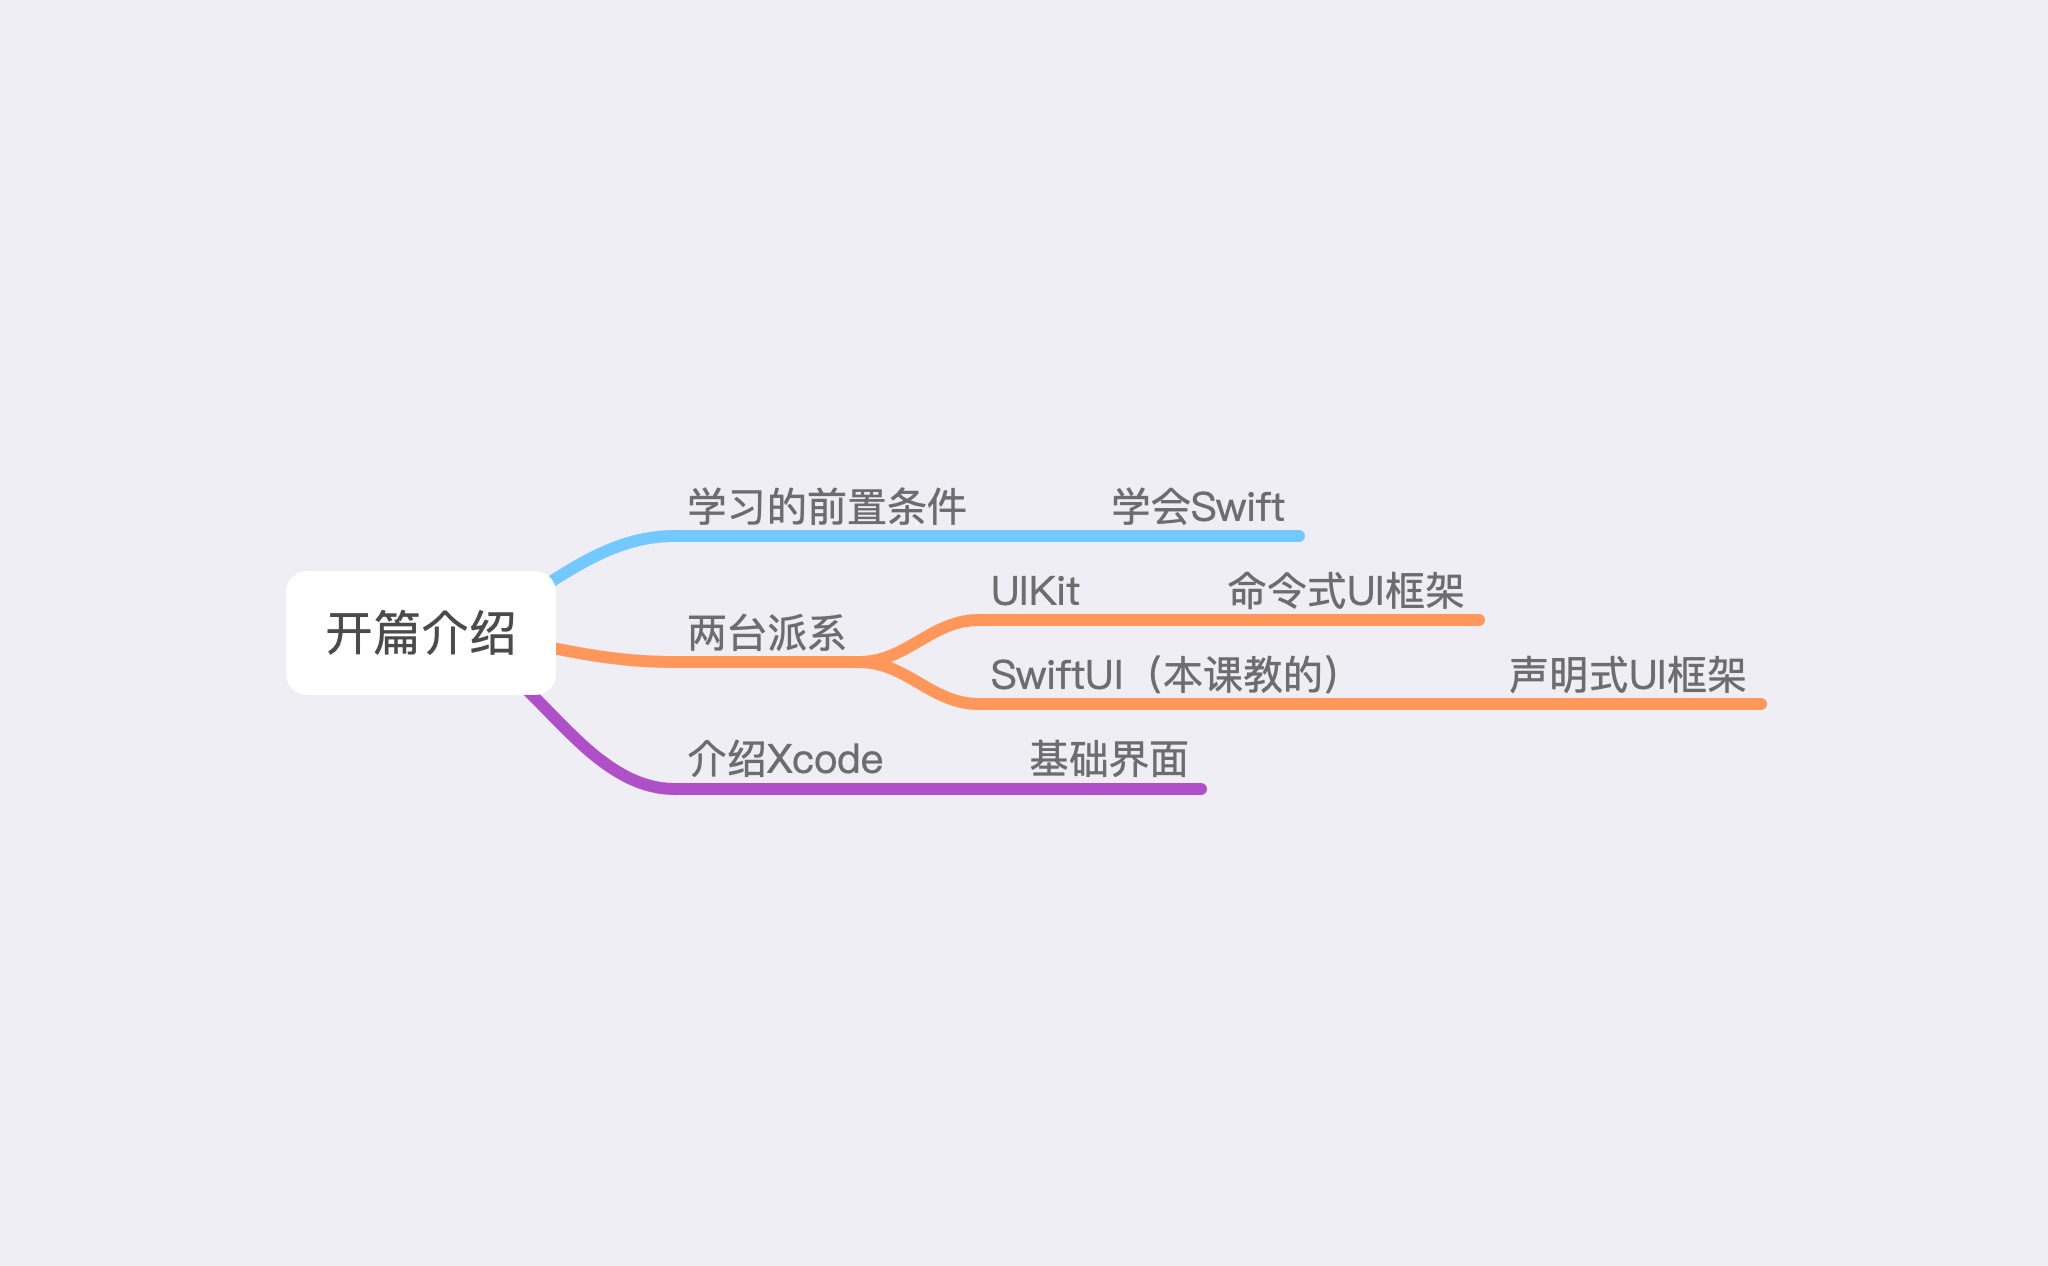 开篇介绍
学习的前置条件
学会Swift
两台派系
UIKit
命令式UI框架
SwiftUI（本课教的）
声明式UI框架
介绍Xcode
基础界面